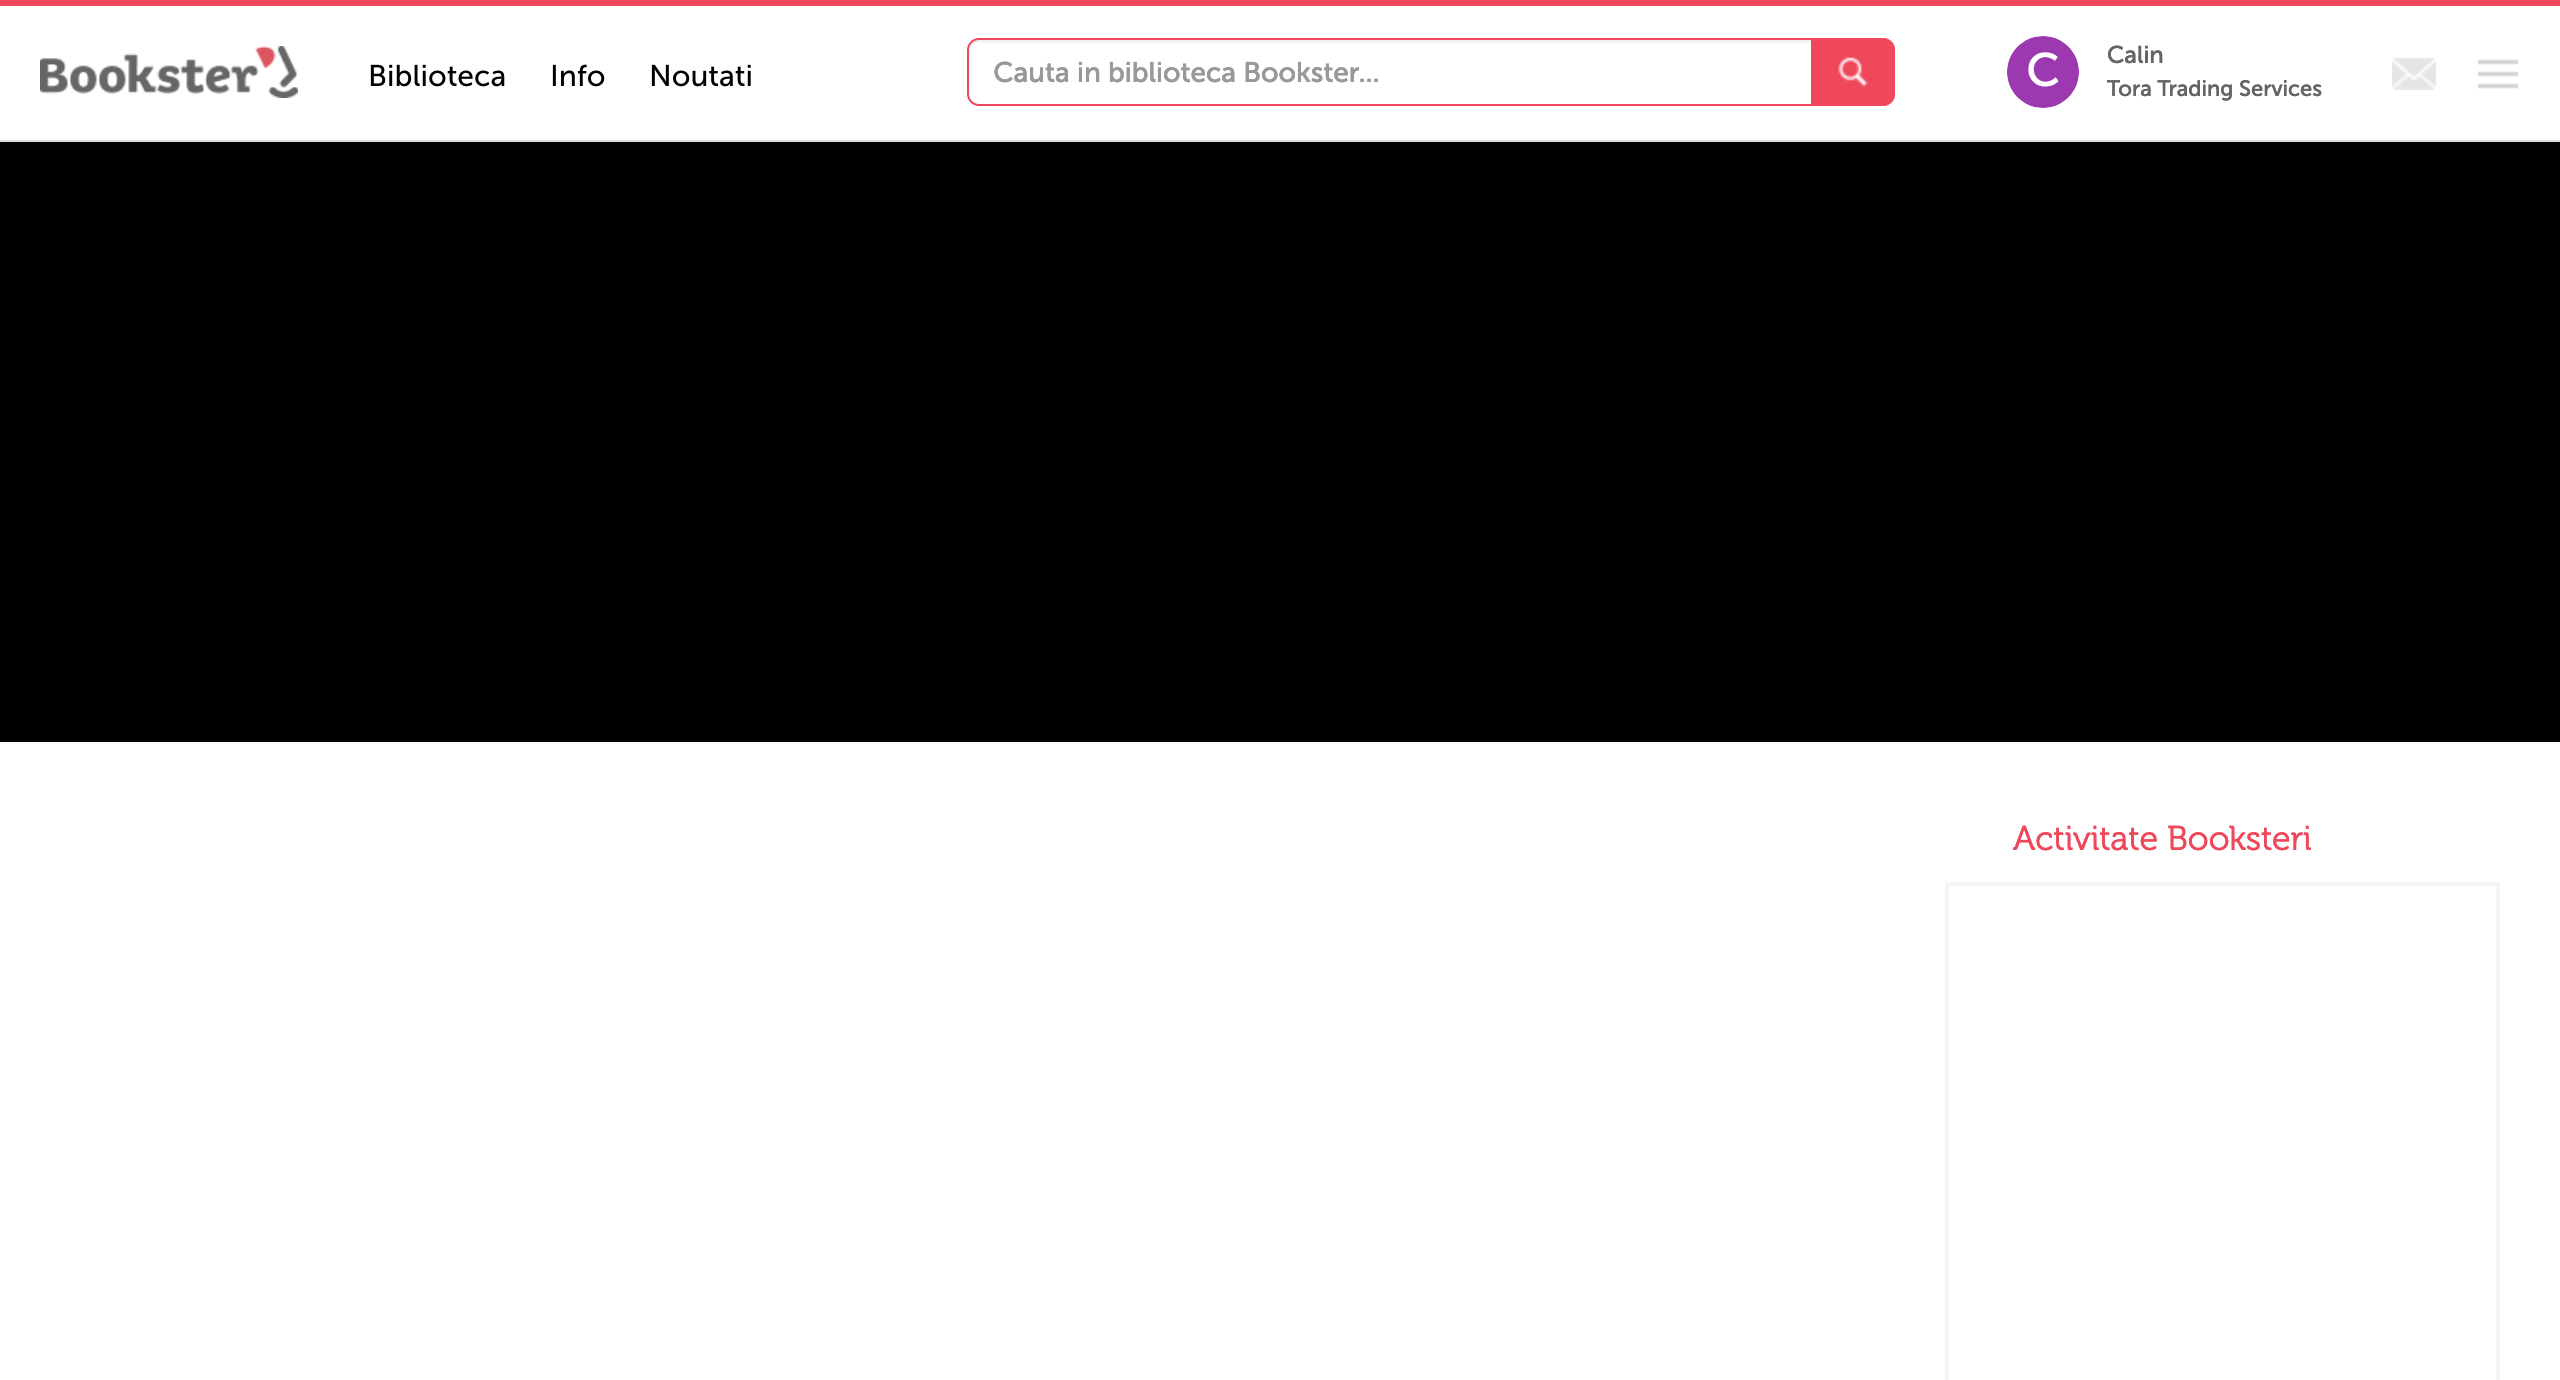 Bookster
Biblioteca
Info
Noutati
Cauta in biblioteca Bookster...
C
Calin
Tora Trading Services
Activitate Booksteri